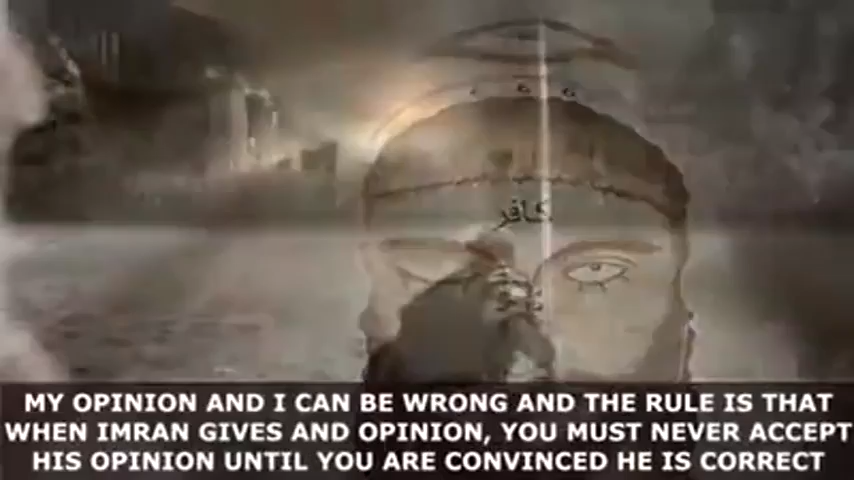 كافر
MY OPINION AND I CAN BE WRONG AND THE RULE IS THAT
WHEN IMRAN GIVES AND OPINION, YOU MUST NEVER ACCEPT
HIS OPINION UNTIL YOU ARE CONVINCED HE IS CORRECT